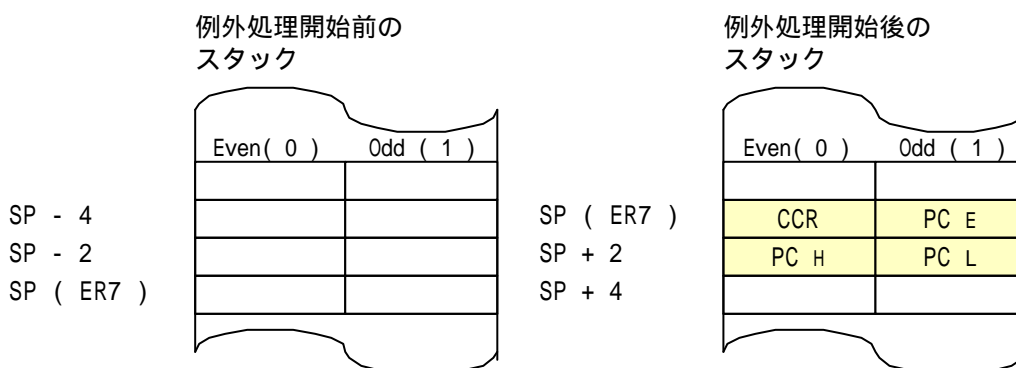 例外処理開始前の
スタック
Even( 0 ) Odd ( 1 )
SP - 4
SP - 2
SP ( ER7 )
例外処理開始後の
スタック
Even( 0 ) Odd ( 1 )
SP ( ER7 ) CCR PC E
SP + 2 PC H PC L
SP + 4